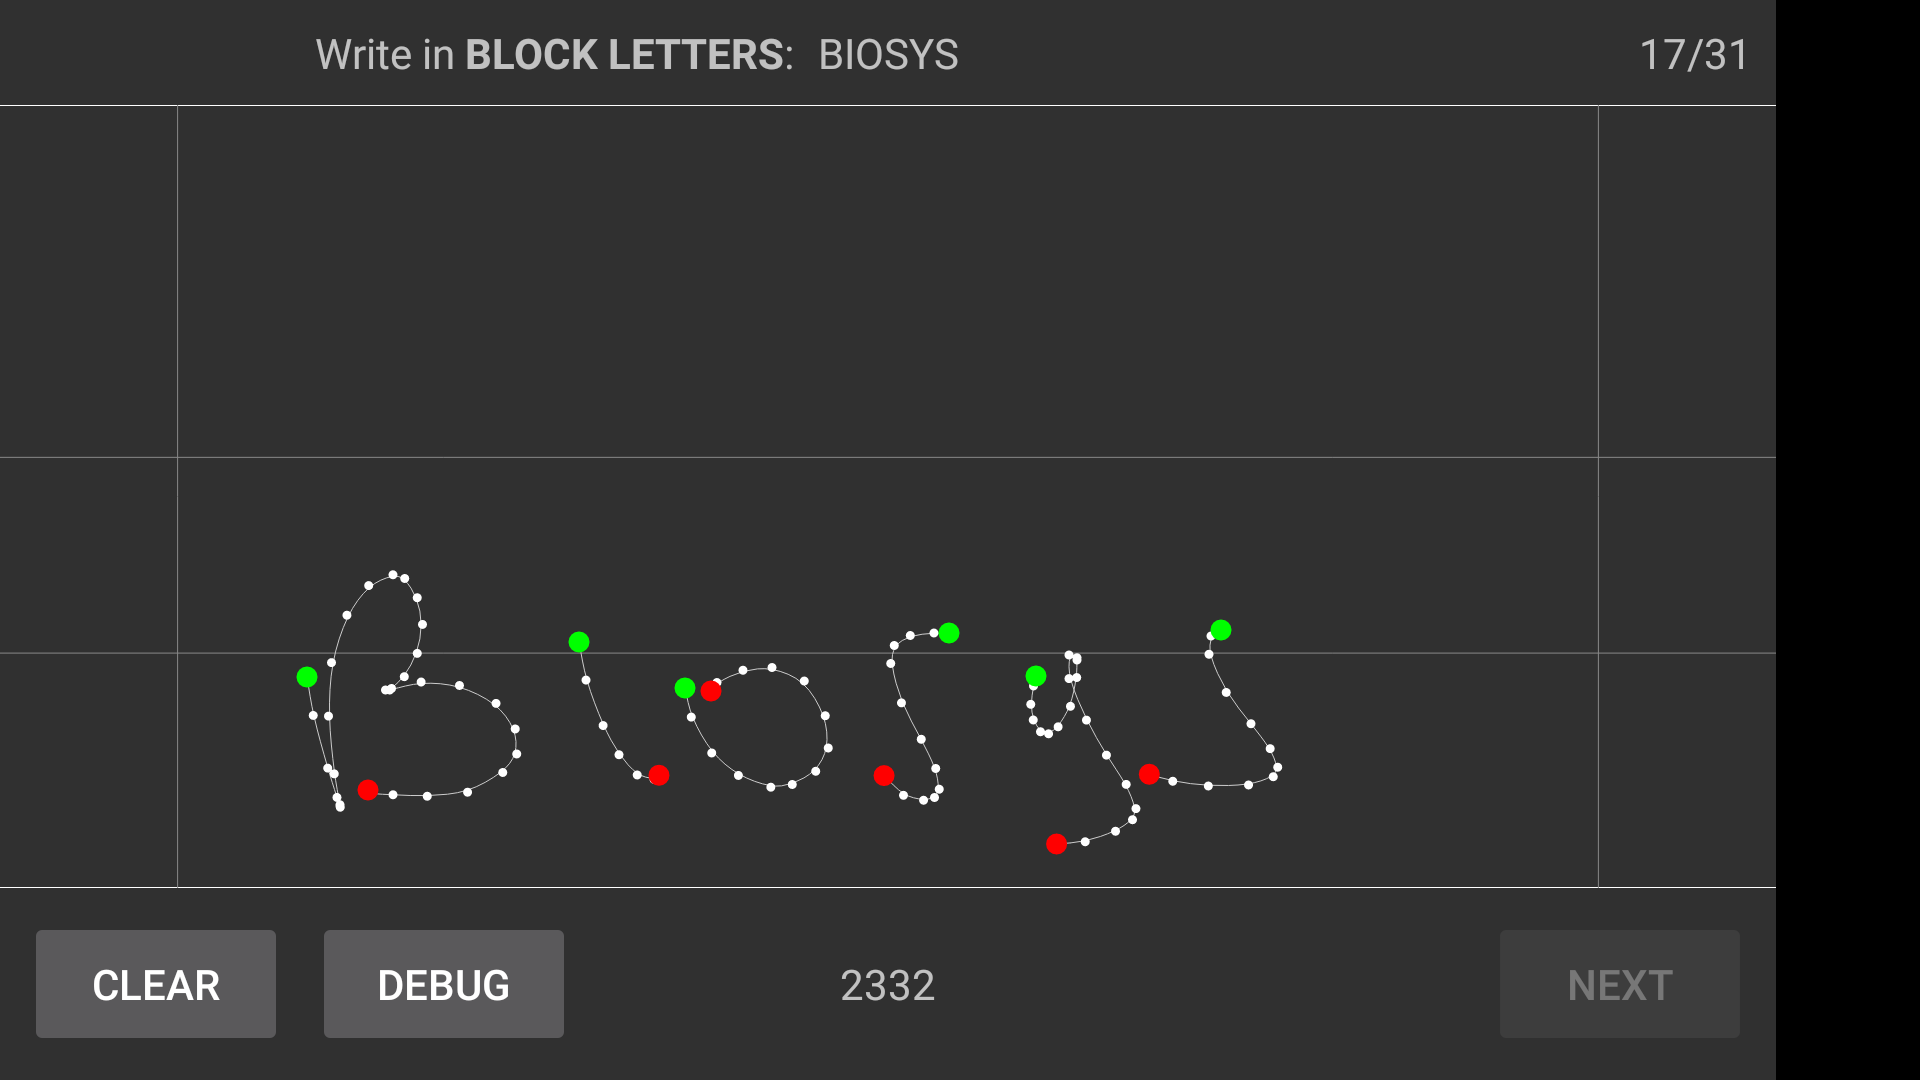 Write in BLOCK LETTERS: BIOSYS
17/31
BIOSYS
CLEAR
DEBUG
2332
NEXT